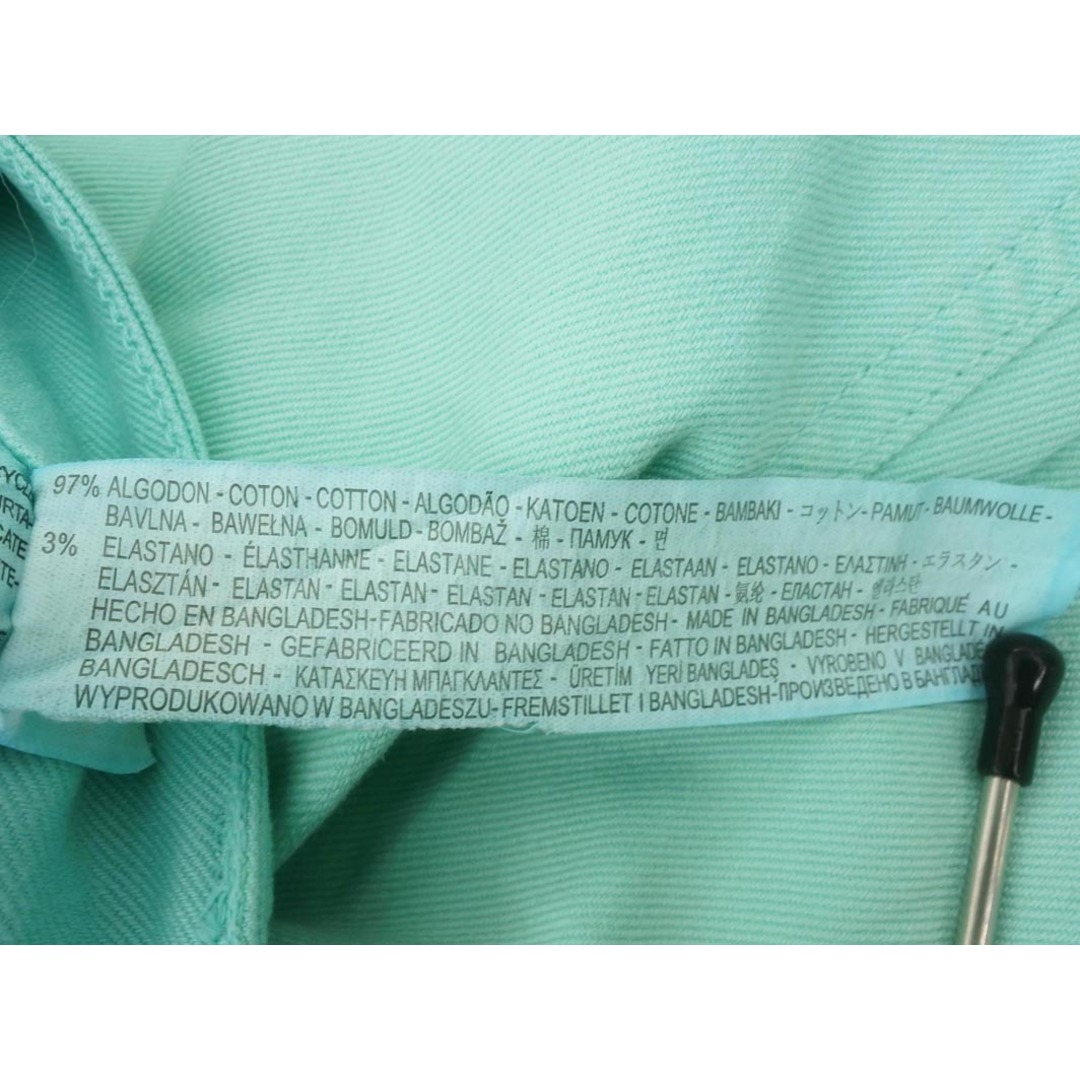 97% ALGODON - COTON - COTTON - ALGODÃO - KATOEN - COTONE - BAMBAKI - コットン - PAMUT - BAUMWOLLE -
BAVLNA - BAWEŁNA - BOMULD - BOMBAŽ - 棉 - ПАМУК - 면
3% ELASTANO - ÉLASTHANNE - ELASTANE - ELASTANO - ELASTAAN - ELASTANO - ΕΛΑΣΤΙΝΗ - エラスタン -
ELASZTÁN - ELASTAN - ELASTAN - ELASTAN - ELASTAN - ELASTAN - 氨纶 - ЕЛАСТАН - 엘라스탄
HECHO EN BANGLADESH-FABRICADO NO BANGLADESH - MADE IN BANGLADESH - FABRIQUÉ AU
BANGLADESH - GEFABRICEERD IN BANGLADESH - FATTO IN BANGLADESH - HERGESTELLT IN
BANGLADESCH - ΚΑΤΑΣΚΕΥΗ ΜΠΑΓΚΛΑΝΤΕΣ - ÜRETİM YERİ BANGLADEŞ - VYROBENO V BANGLADÉ
WYPRODUKOWANO W BANGLADESZU-FREMSTILLET I BANGLADESH-ПРОИЗВЕДЕНО В БАНГЛАД